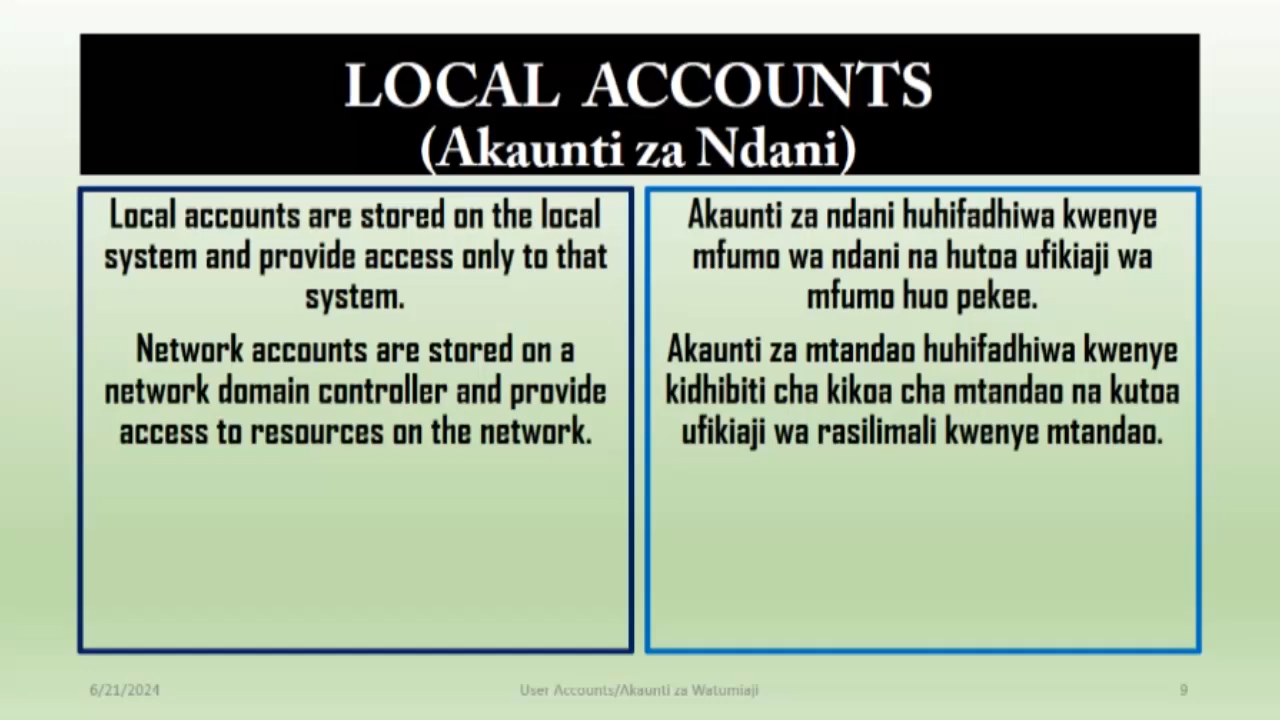 LOCAL ACCOUNTS
(Akaunti za Ndani)
Local accounts are stored on the local
system and provide access only to that
system.
Network accounts are stored on a
network domain controller and provide
access to resources on the network.
Akaunti za ndani huhifadhiwa kwenye
mfumo wa ndani na hutoa ufikiaji wa
mfumo huo pekee.
Akaunti za mtandao huhifadhiwa kwenye
kidhibiti cha kikoa cha mtandao na kutoa
ufikiaji wa rasilimali kwenye mtandao.
6/21/2024
User Accounts/Akaunti za Watumiaji
9